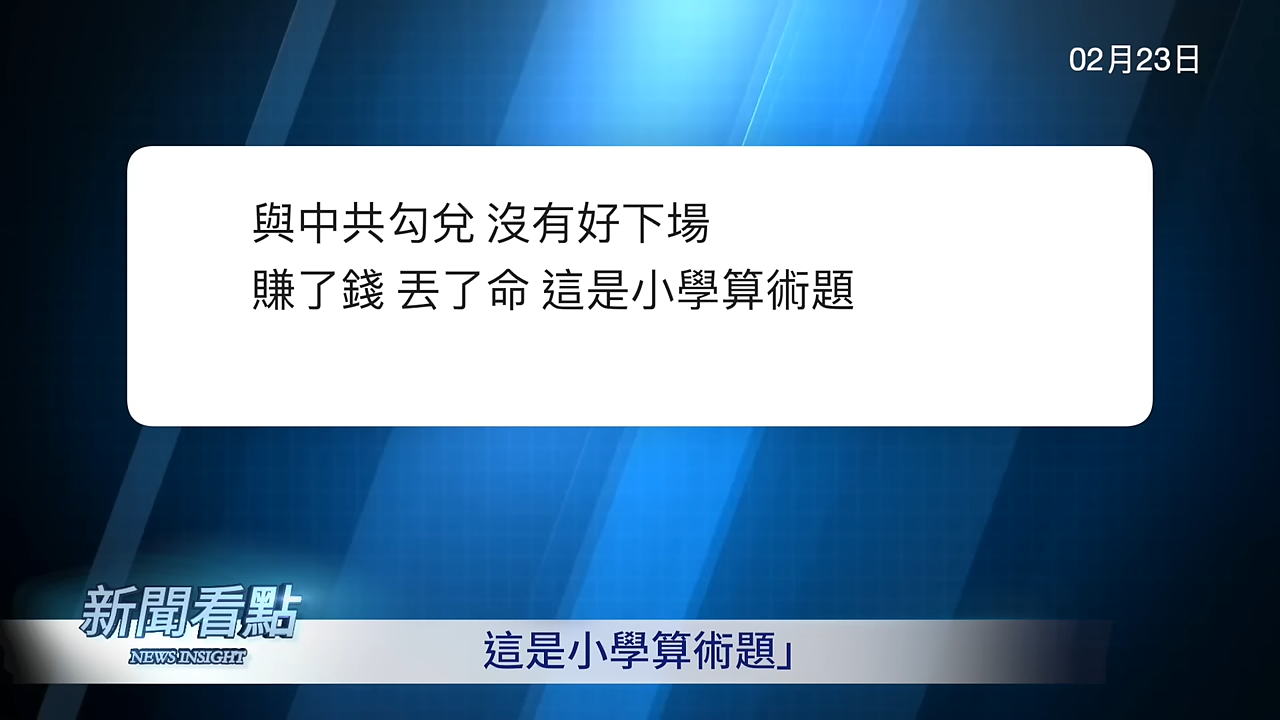 02月23日
與中共勾兌 沒有好下場
賺了錢 丟了命 這是小學算術題
新聞看點
NEWS INSIGHT
這是小學算術題」